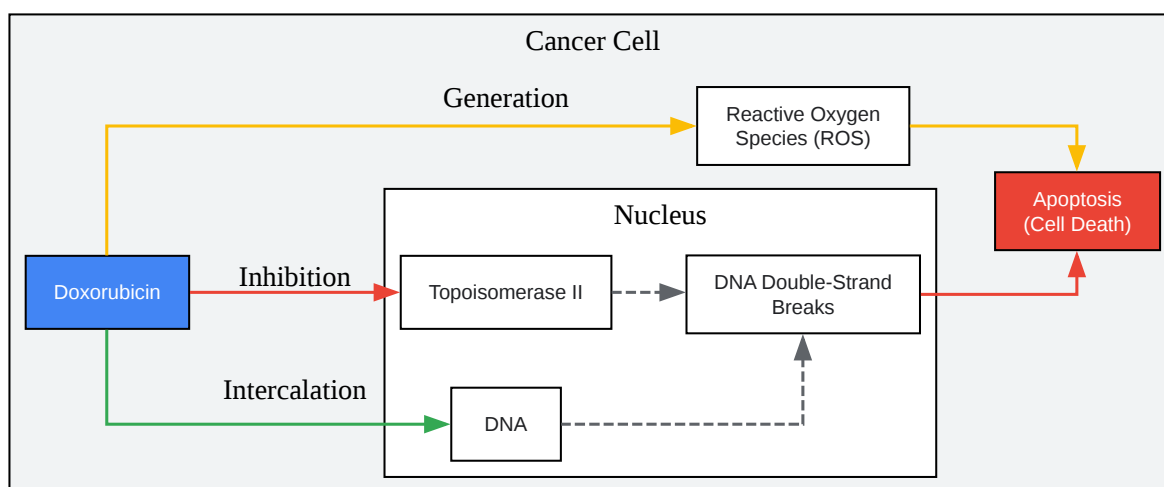 Cancer Cell
Generation
Reactive Oxygen
Species (ROS)
Apoptosis
(Cell Death)
Nucleus
Doxorubicin
Inhibition
Topoisomerase II
DNA Double-Strand
Breaks
Intercalation
DNA